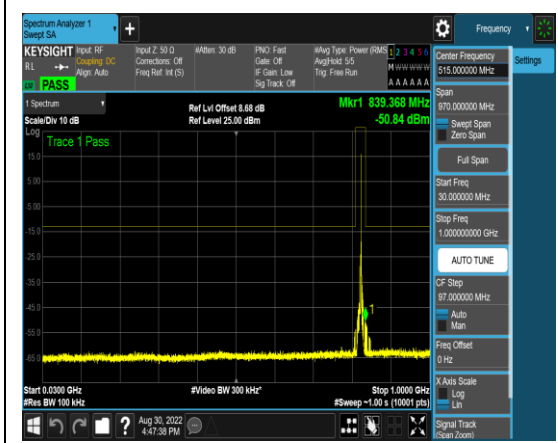 Spectrum Analyzer 1
Swept SA
+
Frequency
KEYSIGHT
RL
PASS
Input: RF
Coupling: DC
Align: Auto
Input Z: 50 Ω
Corrections: Off
Freq Ref: Int (S)
#Atten: 30 dB
PNO: Fast
Gate: Off
IF Gain: Low
Sig Track: Off
#Avg Type: Power (RMS
Avg|Hold: 5/5
Trig: Free Run
1 2 3 4 5 6
M W W W W W
A A A A A A
1 Spectrum
Scale/Div 10 dB
Ref Lvl Offset 8.68 dB
Ref Level 25.00 dBm
Mkr1 839.368 MHz
-50.84 dBm
Log
Trace 1 Pass
15.0
5.00
-5.00
-15.0
-25.0
-35.0
-45.0
-55.0
-65.0
1
Start 0.0300 GHz
#Res BW 100 kHz
#Video BW 300 kHz*
Stop 1.0000 GHz
#Sweep ~1.00 s (10001 pts)
Center Frequency
515.000000 MHz
Span
970.000000 MHz
Swept Span
Zero Span
Full Span
Start Freq
30.000000 MHz
Stop Freq
1.000000000 GHz
AUTO TUNE
CF Step
97.000000 MHz
Auto
Man
Freq Offset
0 Hz
X Axis Scale
Log
Lin
Signal Track
(Span Zoom)
Settings
?
Aug 30, 2022
4:47:38 PM